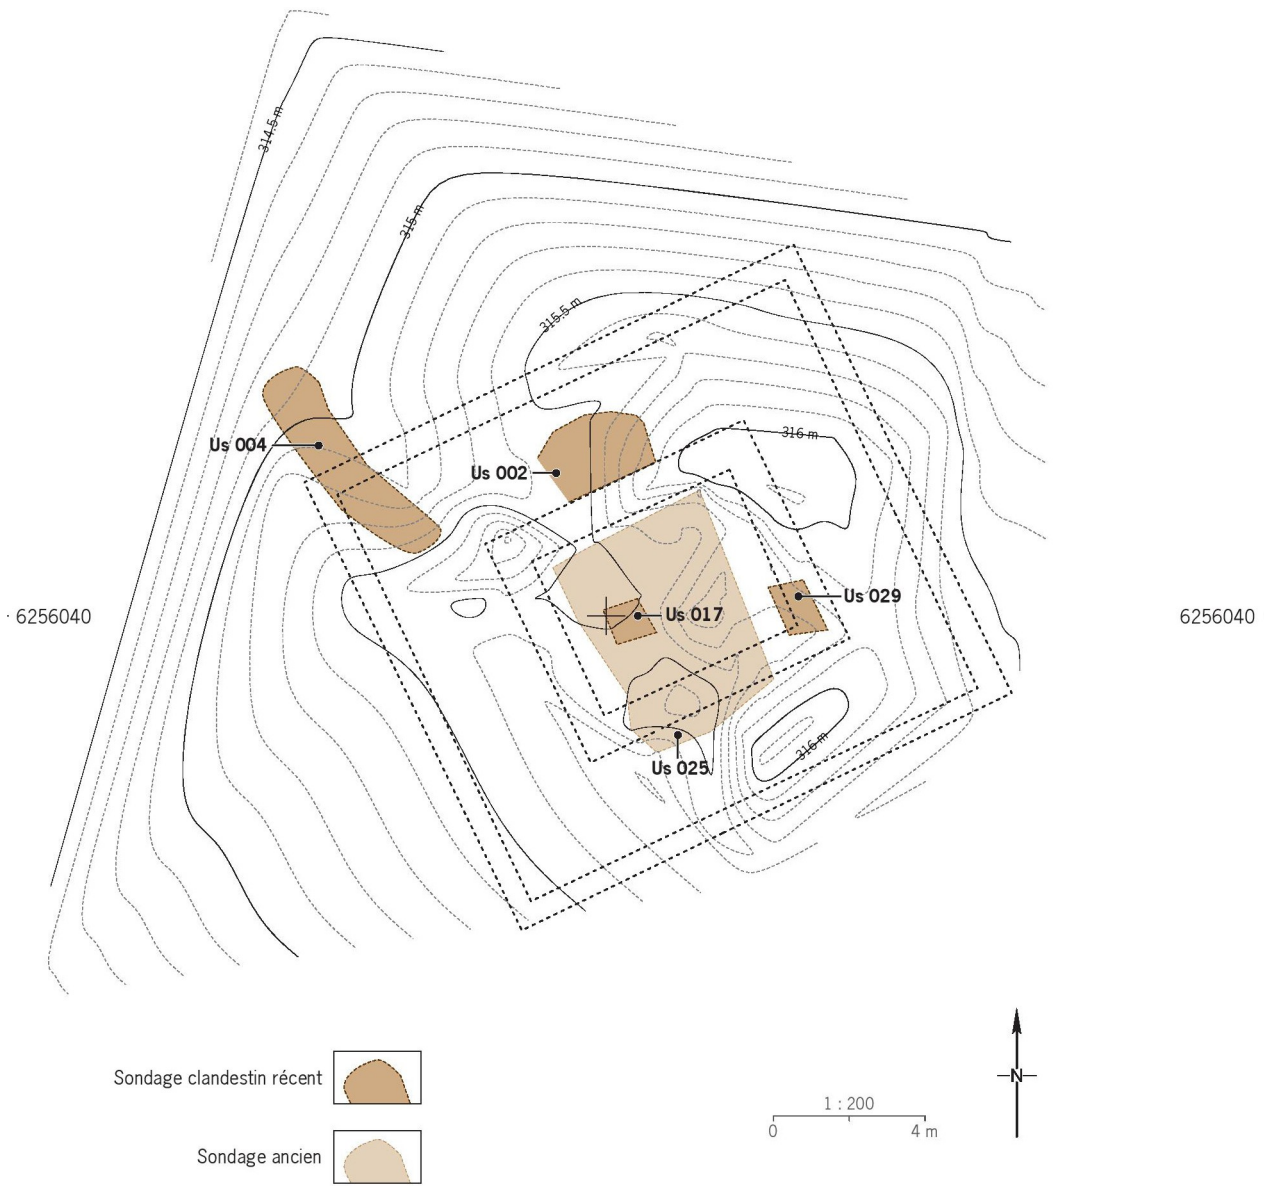 314.5 m
315 m
315.5 m
316 m
Us 004
Us 002
Us 029
· 6256040
Us 017
6256040
316 m
Us 025
Sondage clandestin récent
N
1 : 200
0
4 m
Sondage ancien